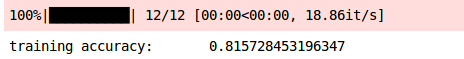 100%|██████████| 12/12 [00:00<00:00, 18.86it/s]
training accuracy: 0.815728453196347